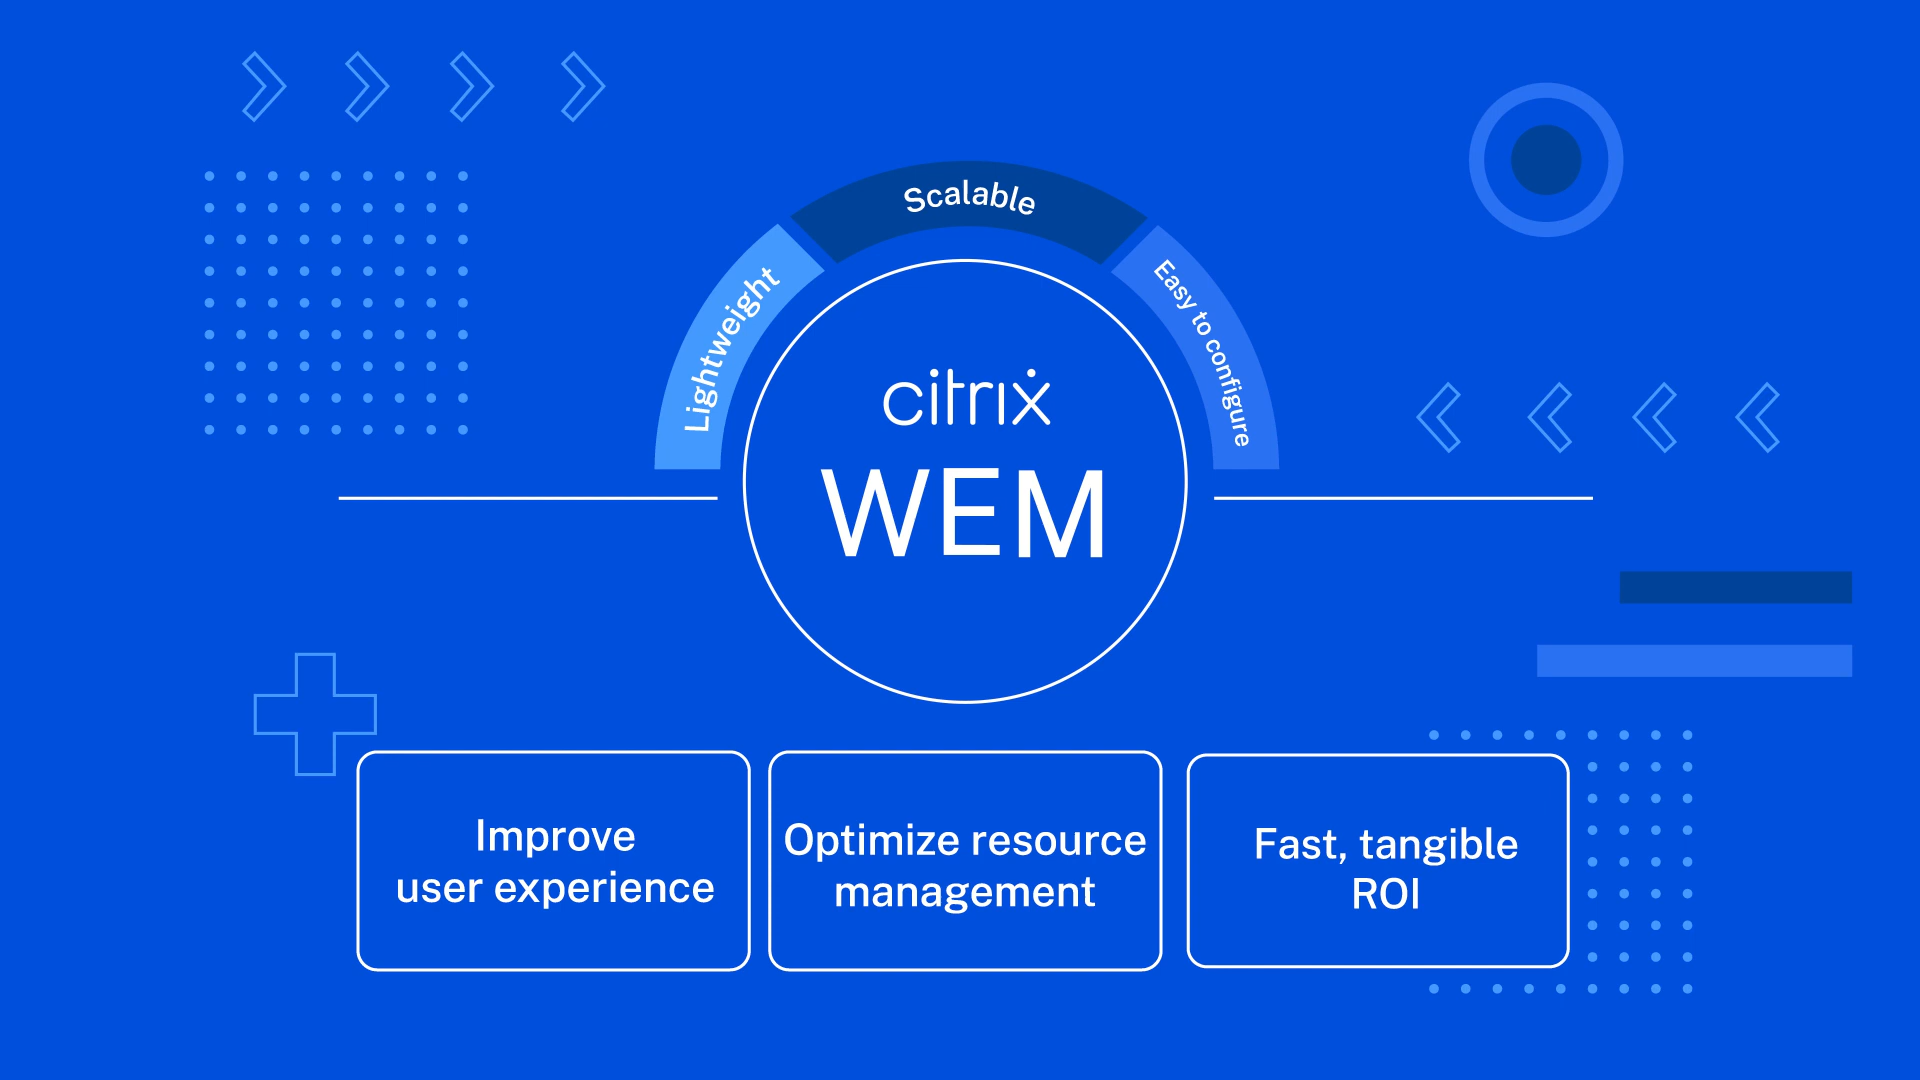 Lightweight
Scalable
Easy to configure
citrix
WEM
Improve
user experience
Optimize resource
management
Fast, tangible
ROI